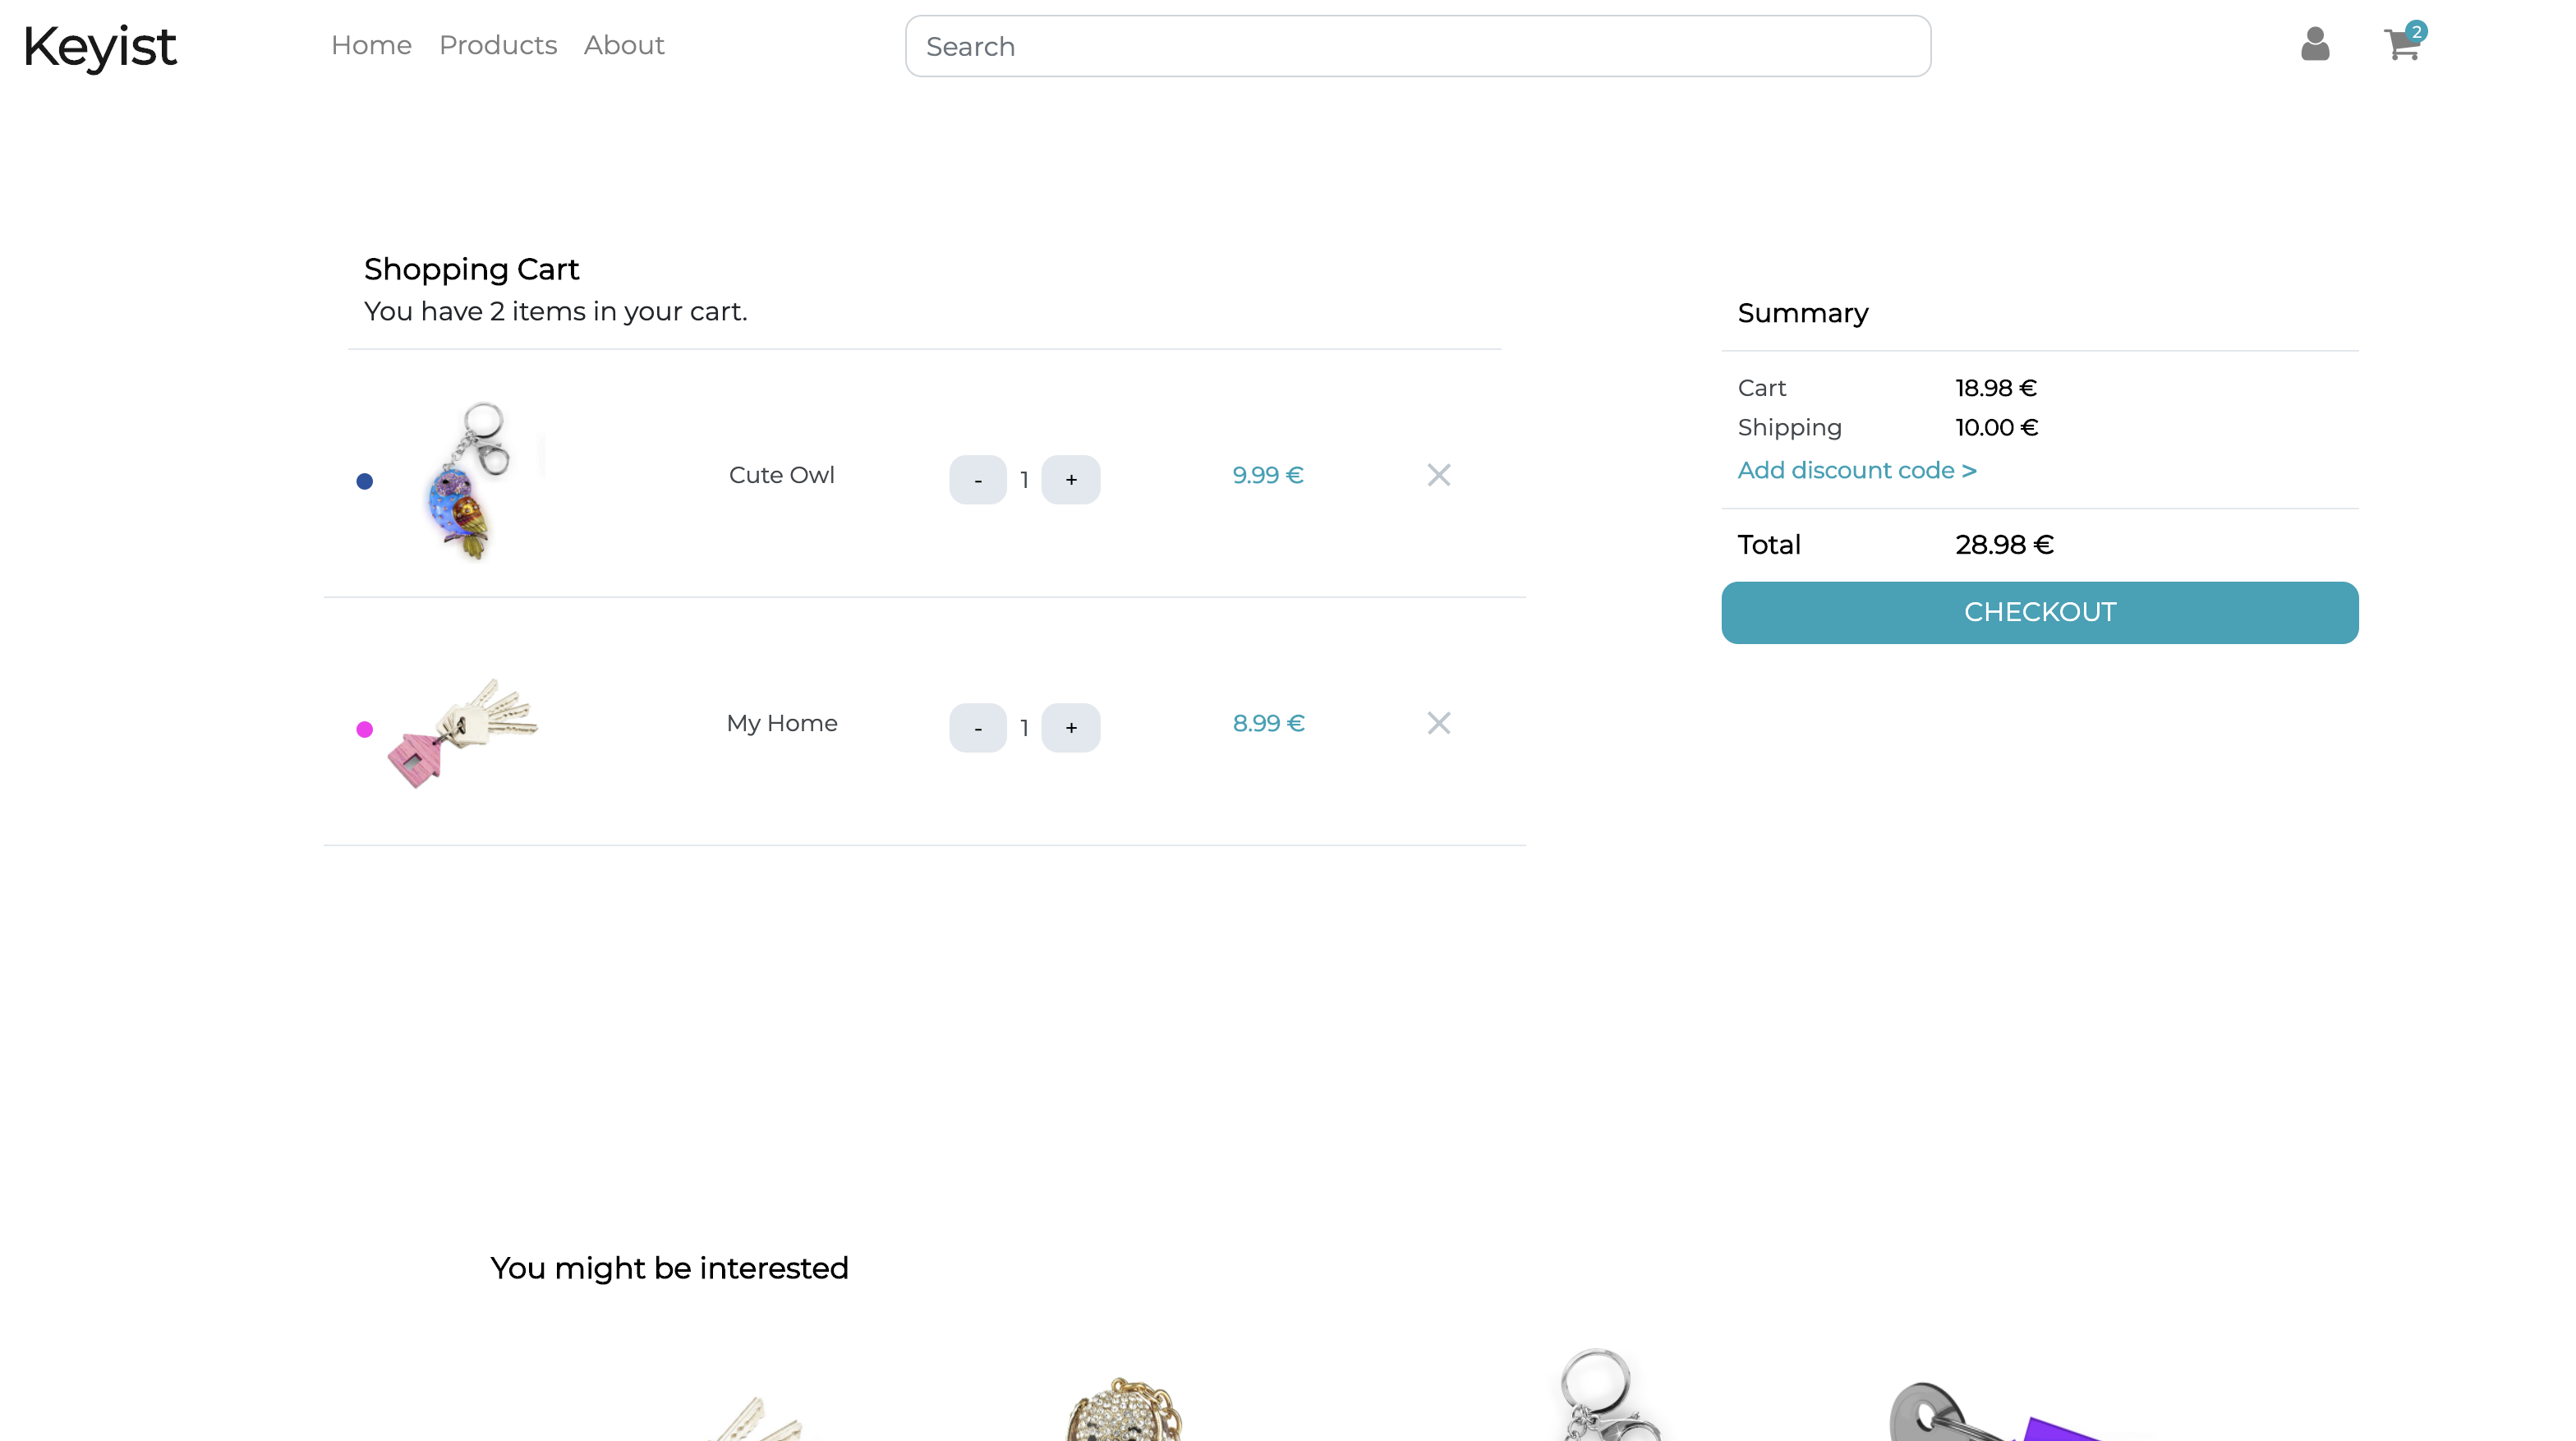 Keyist
Home Products About
Search
2
Shopping Cart
You have 2 items in your cart.
Cute Owl - 1 + 9.99 €
My Home - 1 + 8.99 €
Summary
Cart 18.98 €
Shipping 10.00 €
Add discount code >
Total 28.98 €
CHECKOUT
You might be interested